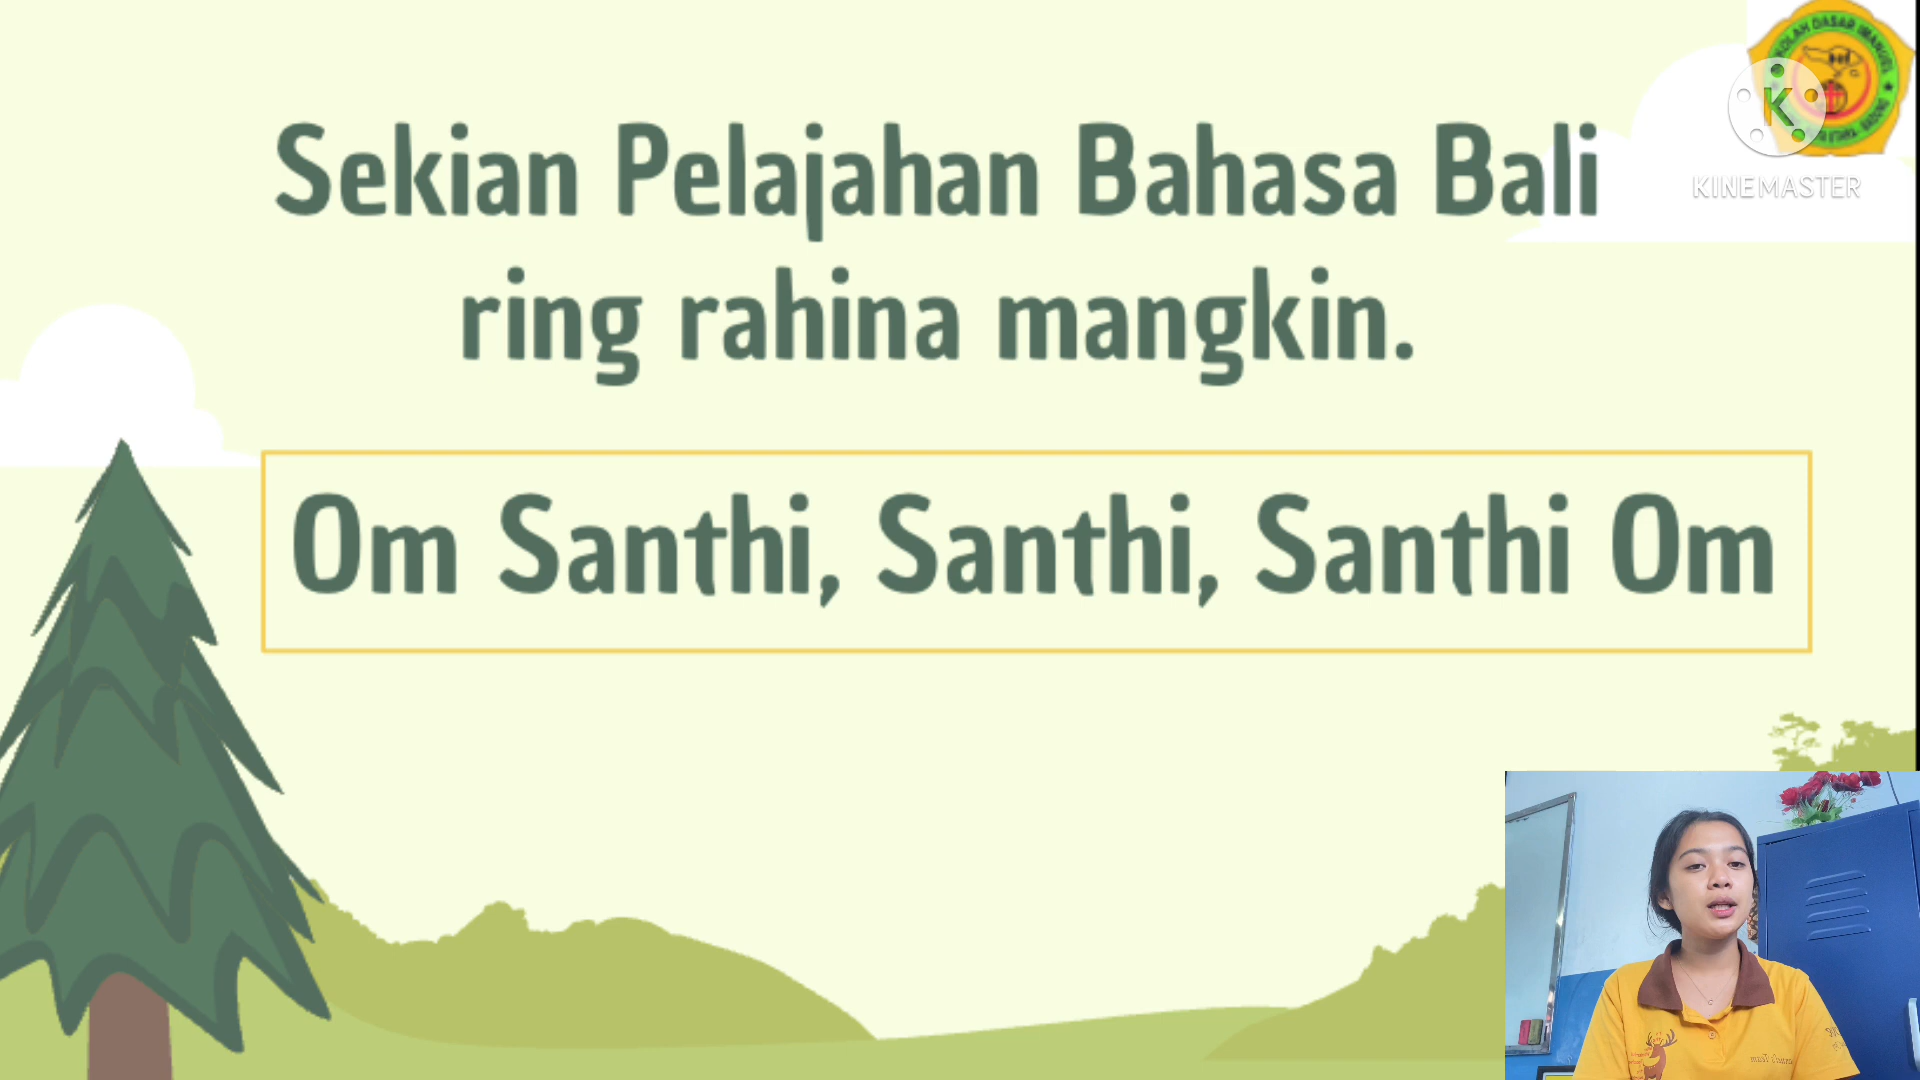 Sekian Pelajahan Bahasa Bali
ring rahina mangkin.
Om Santhi, Santhi, Santhi Om
KINEMASTER
K